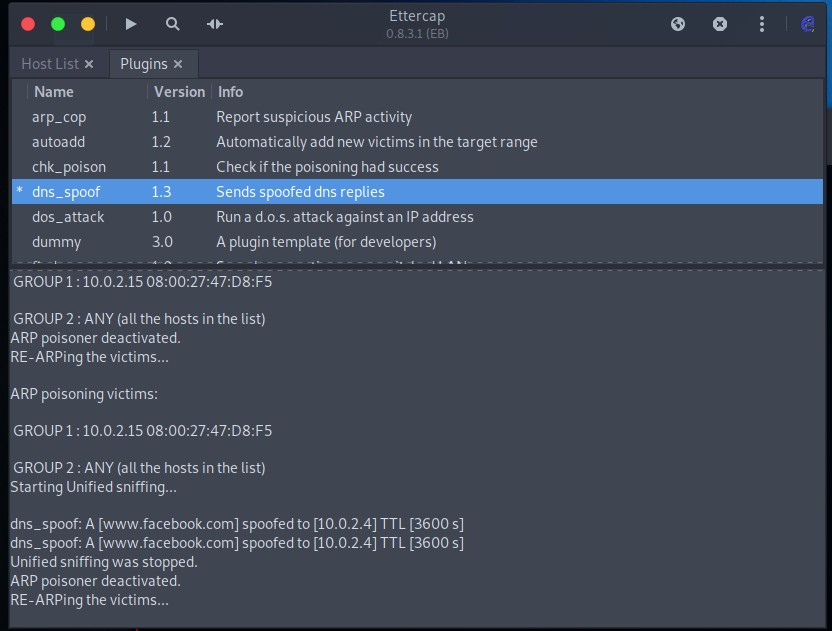 Ettercap
0.8.3.1 (EB)
Host List × Plugins ×
Name Version Info
arp_cop 1.1 Report suspicious ARP activity
autoadd 1.2 Automatically add new victims in the target range
chk_poison 1.1 Check if the poisoning had success
* dns_spoof 1.3 Sends spoofed dns replies
dos_attack 1.0 Run a d.o.s. attack against an IP address
dummy 3.0 A plugin template (for developers)
GROUP 1 : 10.0.2.15 08:00:27:47:D8:F5
GROUP 2 : ANY (all the hosts in the list)
ARP poisoner deactivated.
RE-ARPing the victims...
ARP poisoning victims:
GROUP 1 : 10.0.2.15 08:00:27:47:D8:F5
GROUP 2 : ANY (all the hosts in the list)
Starting Unified sniffing...
dns_spoof: A [www.facebook.com] spoofed to [10.0.2.4] TTL [3600 s]
dns_spoof: A [www.facebook.com] spoofed to [10.0.2.4] TTL [3600 s]
Unified sniffing was stopped.
ARP poisoner deactivated.
RE-ARPing the victims...